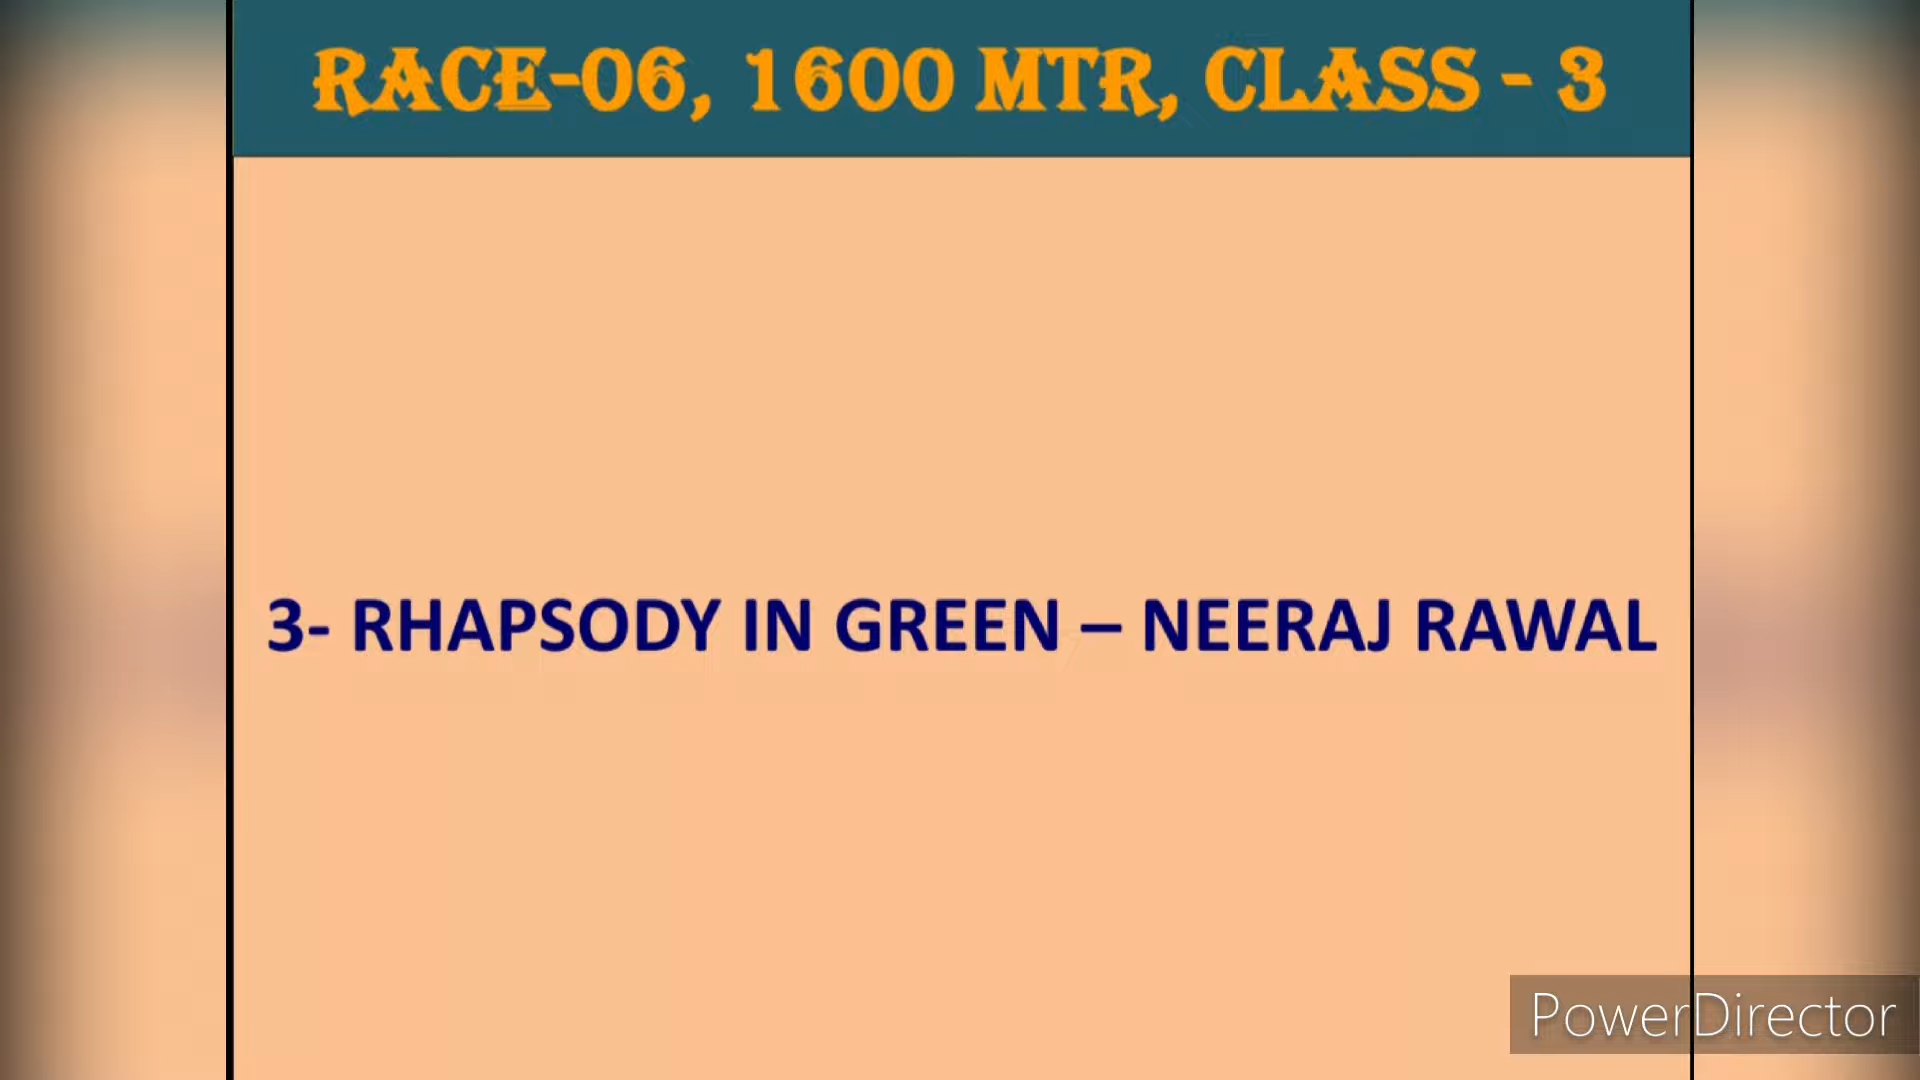 RACE-06, 1600 MTR, CLASS - 3
3- RHAPSODY IN GREEN – NEERAJ RAWAL
PowerDirector